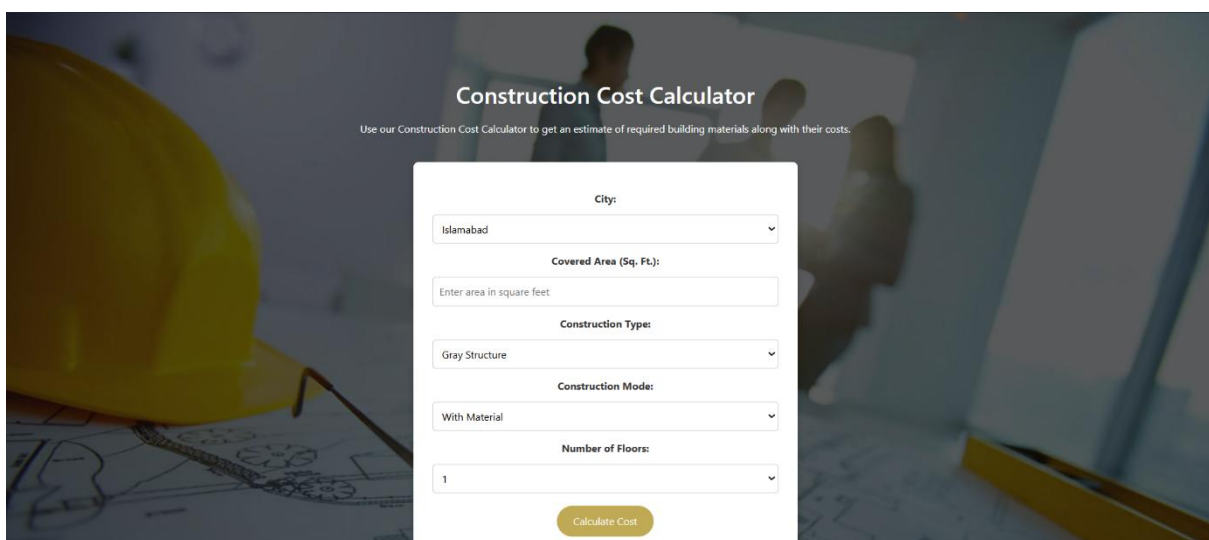 Construction Cost Calculator
Use our Construction Cost Calculator to get an estimate of required building materials along with their costs.
City:
Islamabad
Covered Area (Sq. Ft.):
Enter area in square feet
Construction Type:
Gray Structure
Construction Mode:
With Material
Number of Floors:
1
Calculate Cost